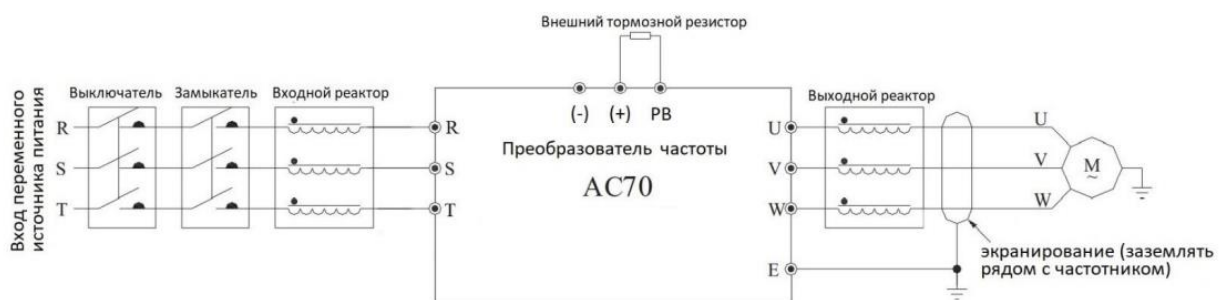 Внешний тормозной резистор
Вход переменного
источника питания
Выключатель
Замыкатель
Входной реактор
Выходной реактор
(-)
(+)
PB
R
S
T
R
S
T
Преобразователь частоты
AC70
U
V
W
E
U
V
W
M
~
экранирование (заземлять
рядом с частотником)